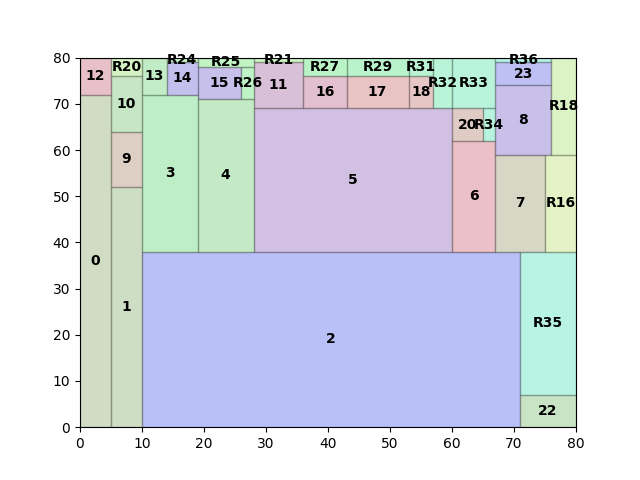 R24 R21 R36
80 12 R20 13 14 R25 15 R26 11 R27 R29 R31 R32 R33 23
70 10 16 17 18 20 R34 8 R18
60 9 3 4 5 6 7 R16
50
40 0
30 1 2 R35
20
10 22
0
0 10 20 30 40 50 60 70 80